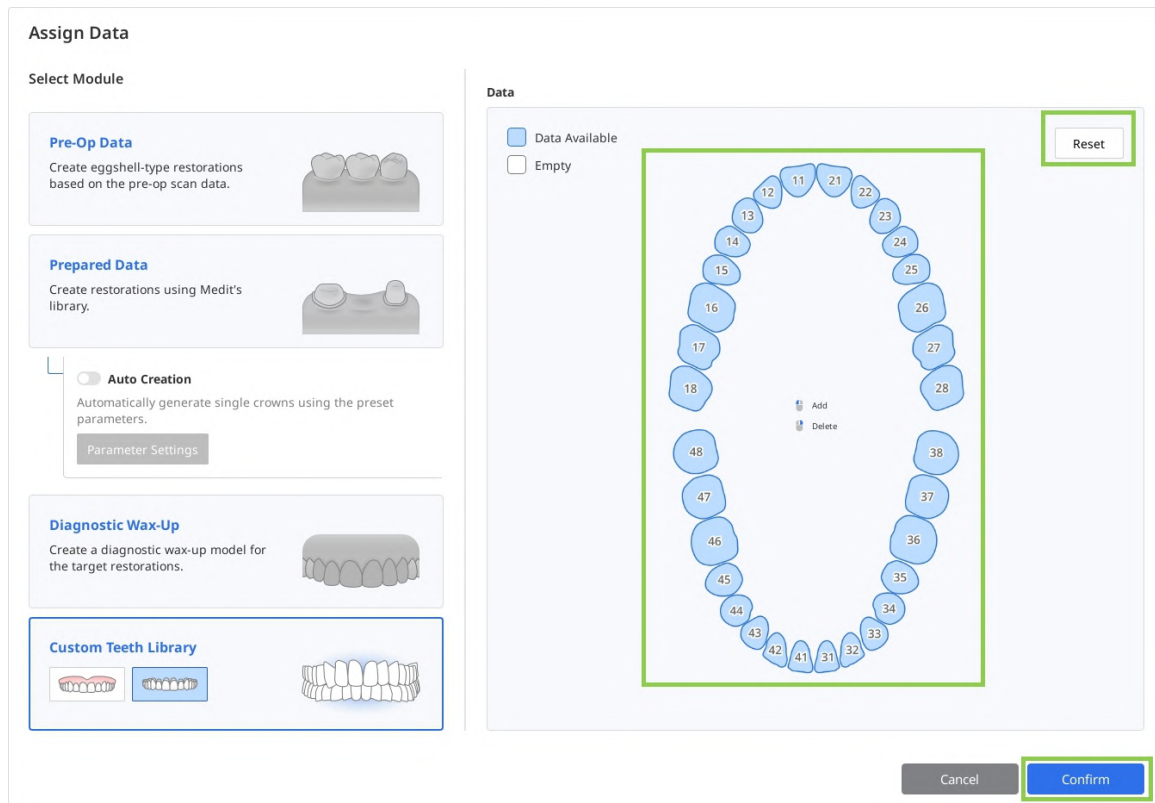 Assign Data
Select Module
Pre-Op Data
Create eggshell-type restorations
based on the pre-op scan data.
Prepared Data
Create restorations using Medit's
library.
Auto Creation
Automatically generate single crowns using the preset
parameters.
Parameter Settings
Diagnostic Wax-Up
Create a diagnostic wax-up model for
the target restorations.
Custom Teeth Library
Data
Data Available
Empty
Reset
11 21
12 22
13 23
14 24
15 25
16 26
17 27
18 28
Add
Delete
48 38
47 37
46 36
45 35
44 34
43 33
42 41 31 32
Cancel
Confirm